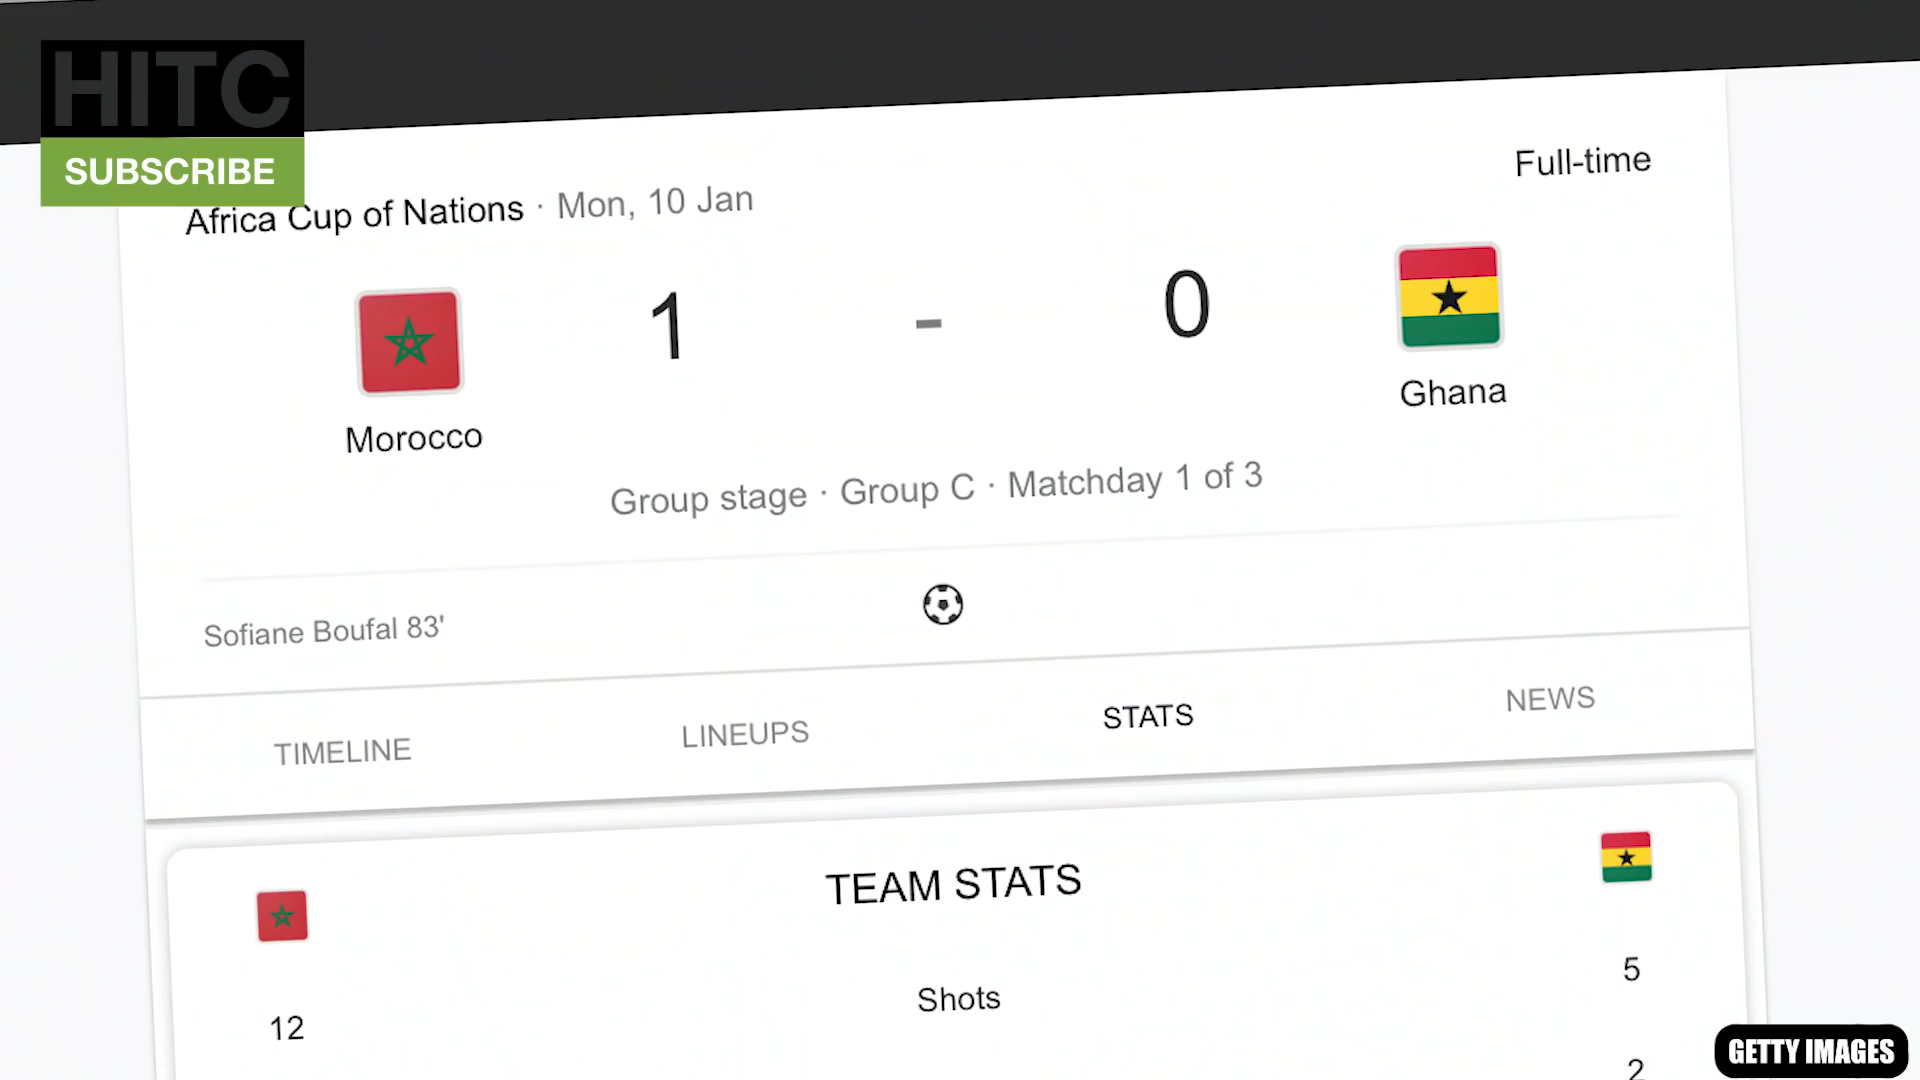 HITC
SUBSCRIBE
Full-time
Africa Cup of Nations · Mon, 10 Jan
1 - 0
Morocco
Ghana
Group stage · Group C · Matchday 1 of 3
Sofiane Boufal 83'
TIMELINE LINEUPS STATS NEWS
TEAM STATS
12 Shots 5
2
GETTY IMAGES